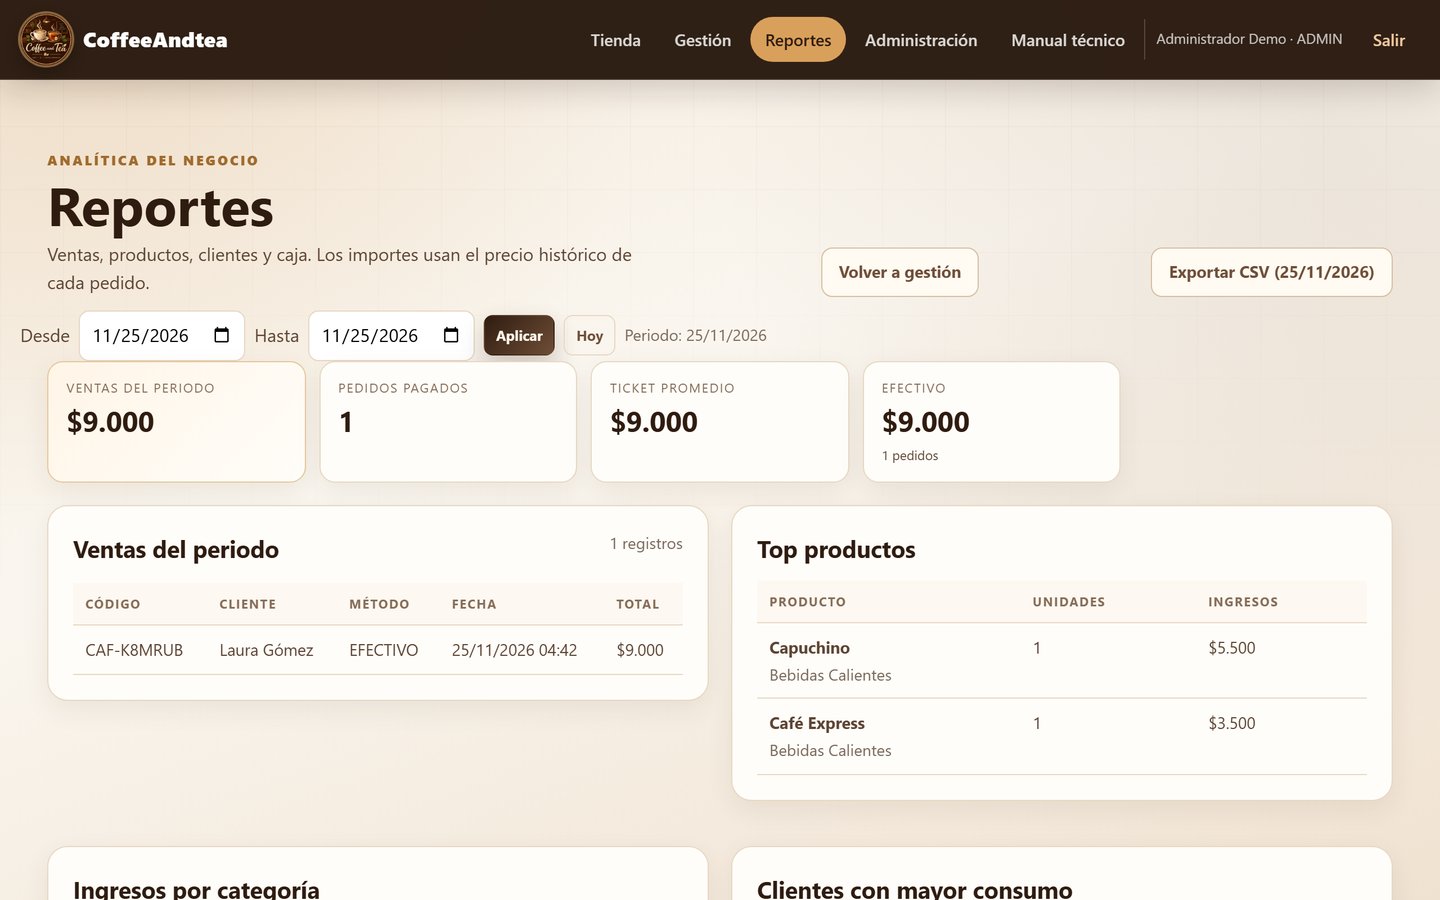 Coffee and Tea
CoffeeAndtea
Tienda
Gestión
Reportes
Administración
Manual técnico
Administrador Demo · ADMIN
Salir
ANALÍTICA DEL NEGOCIO
Reportes
Ventas, productos, clientes y caja. Los importes usan el precio histórico de
cada pedido.
Volver a gestión
Exportar CSV (25/11/2026)
Desde
11/25/2026
Hasta
11/25/2026
Aplicar
Hoy
Periodo: 25/11/2026
VENTAS DEL PERIODO
$9.000
PEDIDOS PAGADOS
1
TICKET PROMEDIO
$9.000
EFECTIVO
$9.000
1 pedidos
Ventas del periodo
1 registros
CÓDIGO CLIENTE MÉTODO FECHA TOTAL
CAF-K8MRUB Laura Gómez EFECTIVO 25/11/2026 04:42 $9.000
Top productos
PRODUCTO UNIDADES INGRESOS
Capuchino 1 $5.500
Bebidas Calientes
Café Express 1 $3.500
Bebidas Calientes
Ingresos por categoría
Clientes con mayor consumo